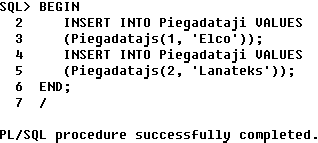 SQL> BEGIN
2 INSERT INTO Piegadataji VALUES
3 (Piegadatajs(1, 'Elco'));
4 INSERT INTO Piegadataji VALUES
5 (Piegadatajs(2, 'Lanateks'));
6 END;
7 /
PL/SQL procedure successfully completed.